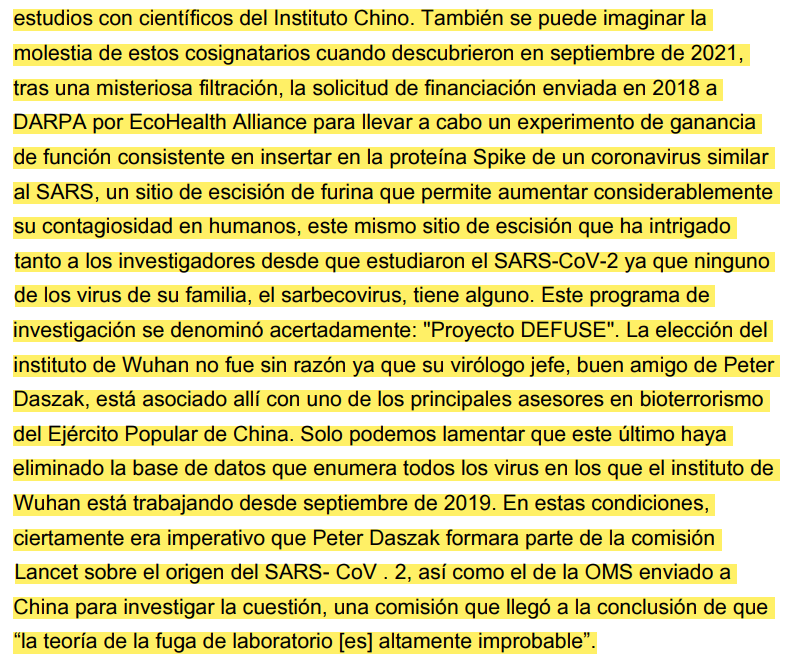 estudios con científicos del Instituto Chino. También se puede imaginar la
molestia de estos cosignatarios cuando descubrieron en septiembre de 2021,
tras una misteriosa filtración, la solicitud de financiación enviada en 2018 a
DARPA por EcoHealth Alliance para llevar a cabo un experimento de ganancia
de función consistente en insertar en la proteína Spike de un coronavirus similar
al SARS, un sitio de escisión de furina que permite aumentar considerablemente
su contagiosidad en humanos, este mismo sitio de escisión que ha intrigado
tanto a los investigadores desde que estudiaron el SARS-CoV-2 ya que ninguno
de los virus de su familia, el sarbecovirus, tiene alguno. Este programa de
investigación se denominó acertadamente: "Proyecto DEFUSE". La elección del
instituto de Wuhan no fue sin razón ya que su virólogo jefe, buen amigo de Peter
Daszak, está asociado allí con uno de los principales asesores en bioterrorismo
del Ejército Popular de China. Solo podemos lamentar que este último haya
eliminado la base de datos que enumera todos los virus en los que el instituto de
Wuhan está trabajando desde septiembre de 2019. En estas condiciones,
ciertamente era imperativo que Peter Daszak formara parte de la comisión
Lancet sobre el origen del SARS- CoV . 2, así como el de la OMS enviado a
China para investigar la cuestión, una comisión que llegó a la conclusión de que
“la teoría de la fuga de laboratorio [es] altamente improbable”.